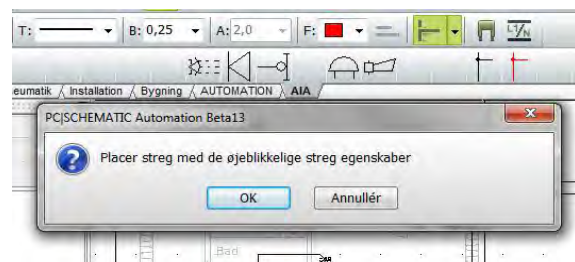 T: B: 0,25 A: 2,0 F: L1/N
eumatik Installation Bygning AUTOMATION AIA
PC|SCHEMATIC Automation Beta13
Placer streg med de øjeblikkelige streg egenskaber
OK Annullér
Bad